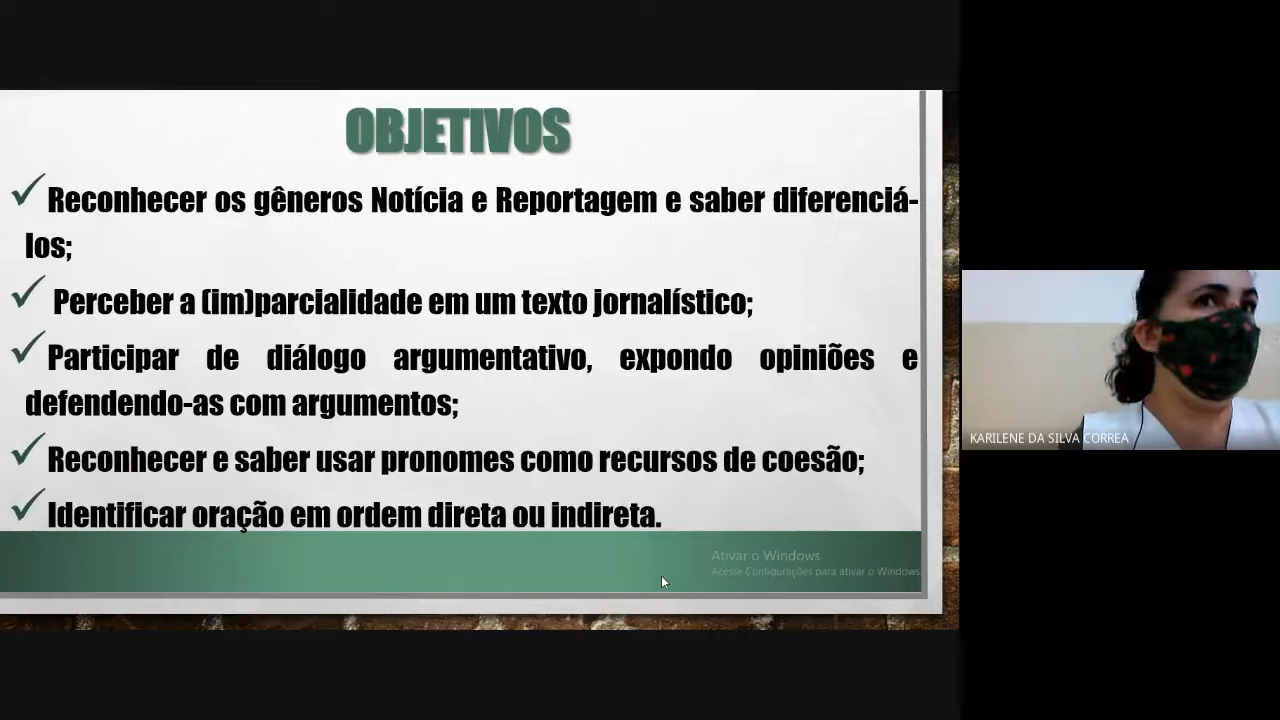 OBJETIVOS
Reconhecer os gêneros Notícia e Reportagem e saber diferenciá-
los;
Perceber a (im)parcialidade em um texto jornalístico;
Participar de diálogo argumentativo, expondo opiniões e
defendendo-as com argumentos;
Reconhecer e saber usar pronomes como recursos de coesão;
Identificar oração em ordem direta ou indireta.
Ativar o Windows
Acesse Configurações para ativar o Windows.
KARILENE DA SILVA CORREA